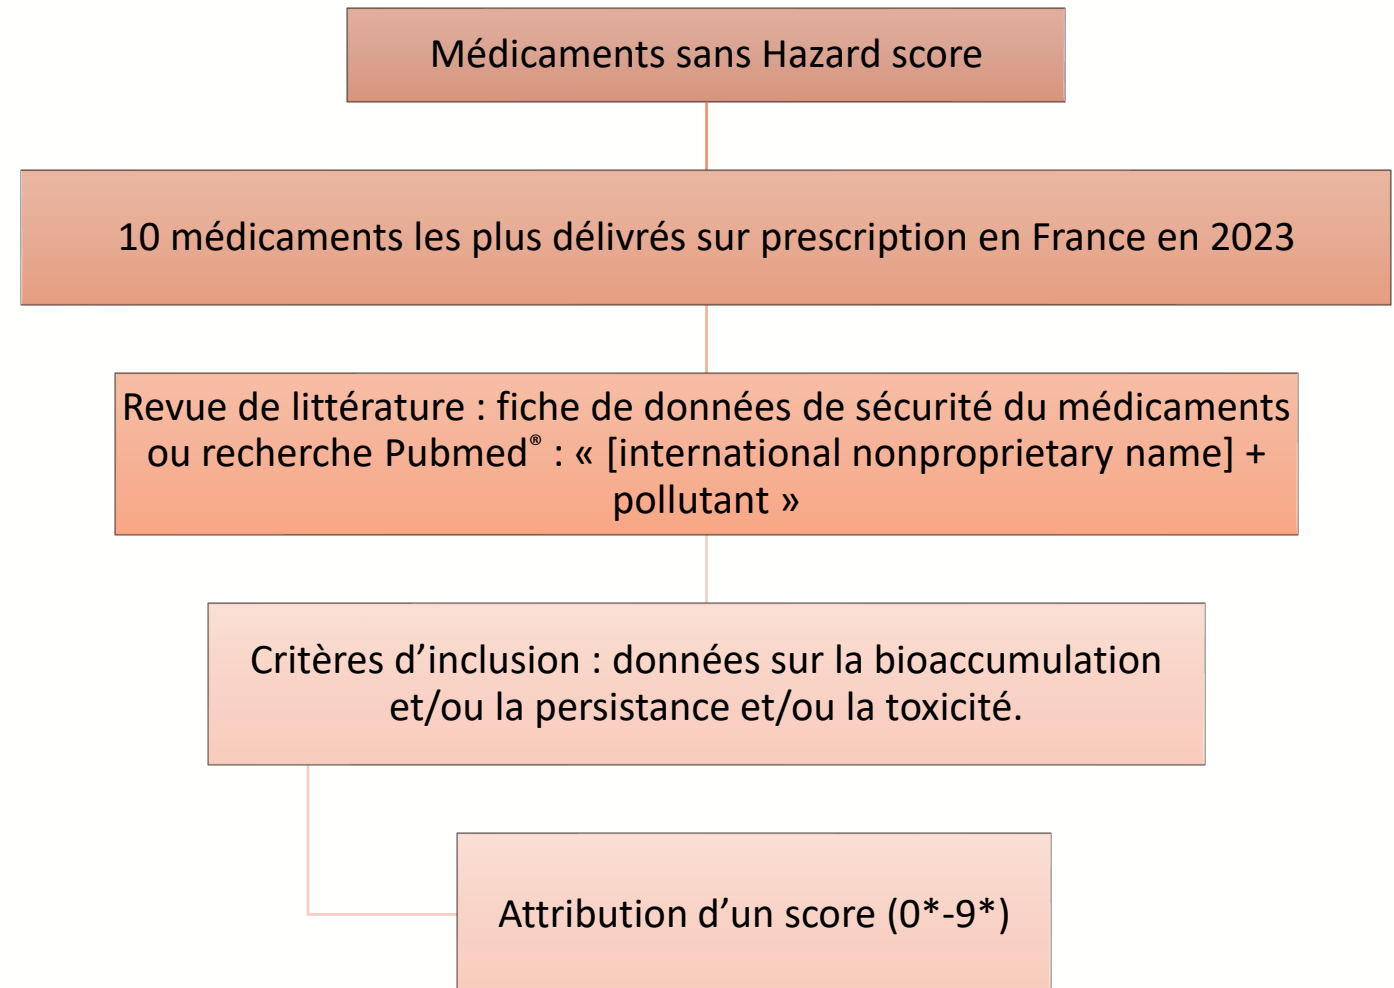 Médicaments sans Hazard score
10 médicaments les plus délivrés sur prescription en France en 2023
Revue de littérature : fiche de données de sécurité du médicaments
ou recherche Pubmed® : « [international nonproprietary name] +
pollutant »
Critères d’inclusion : données sur la bioaccumulation
et/ou la persistance et/ou la toxicité.
Attribution d’un score (0*-9*)